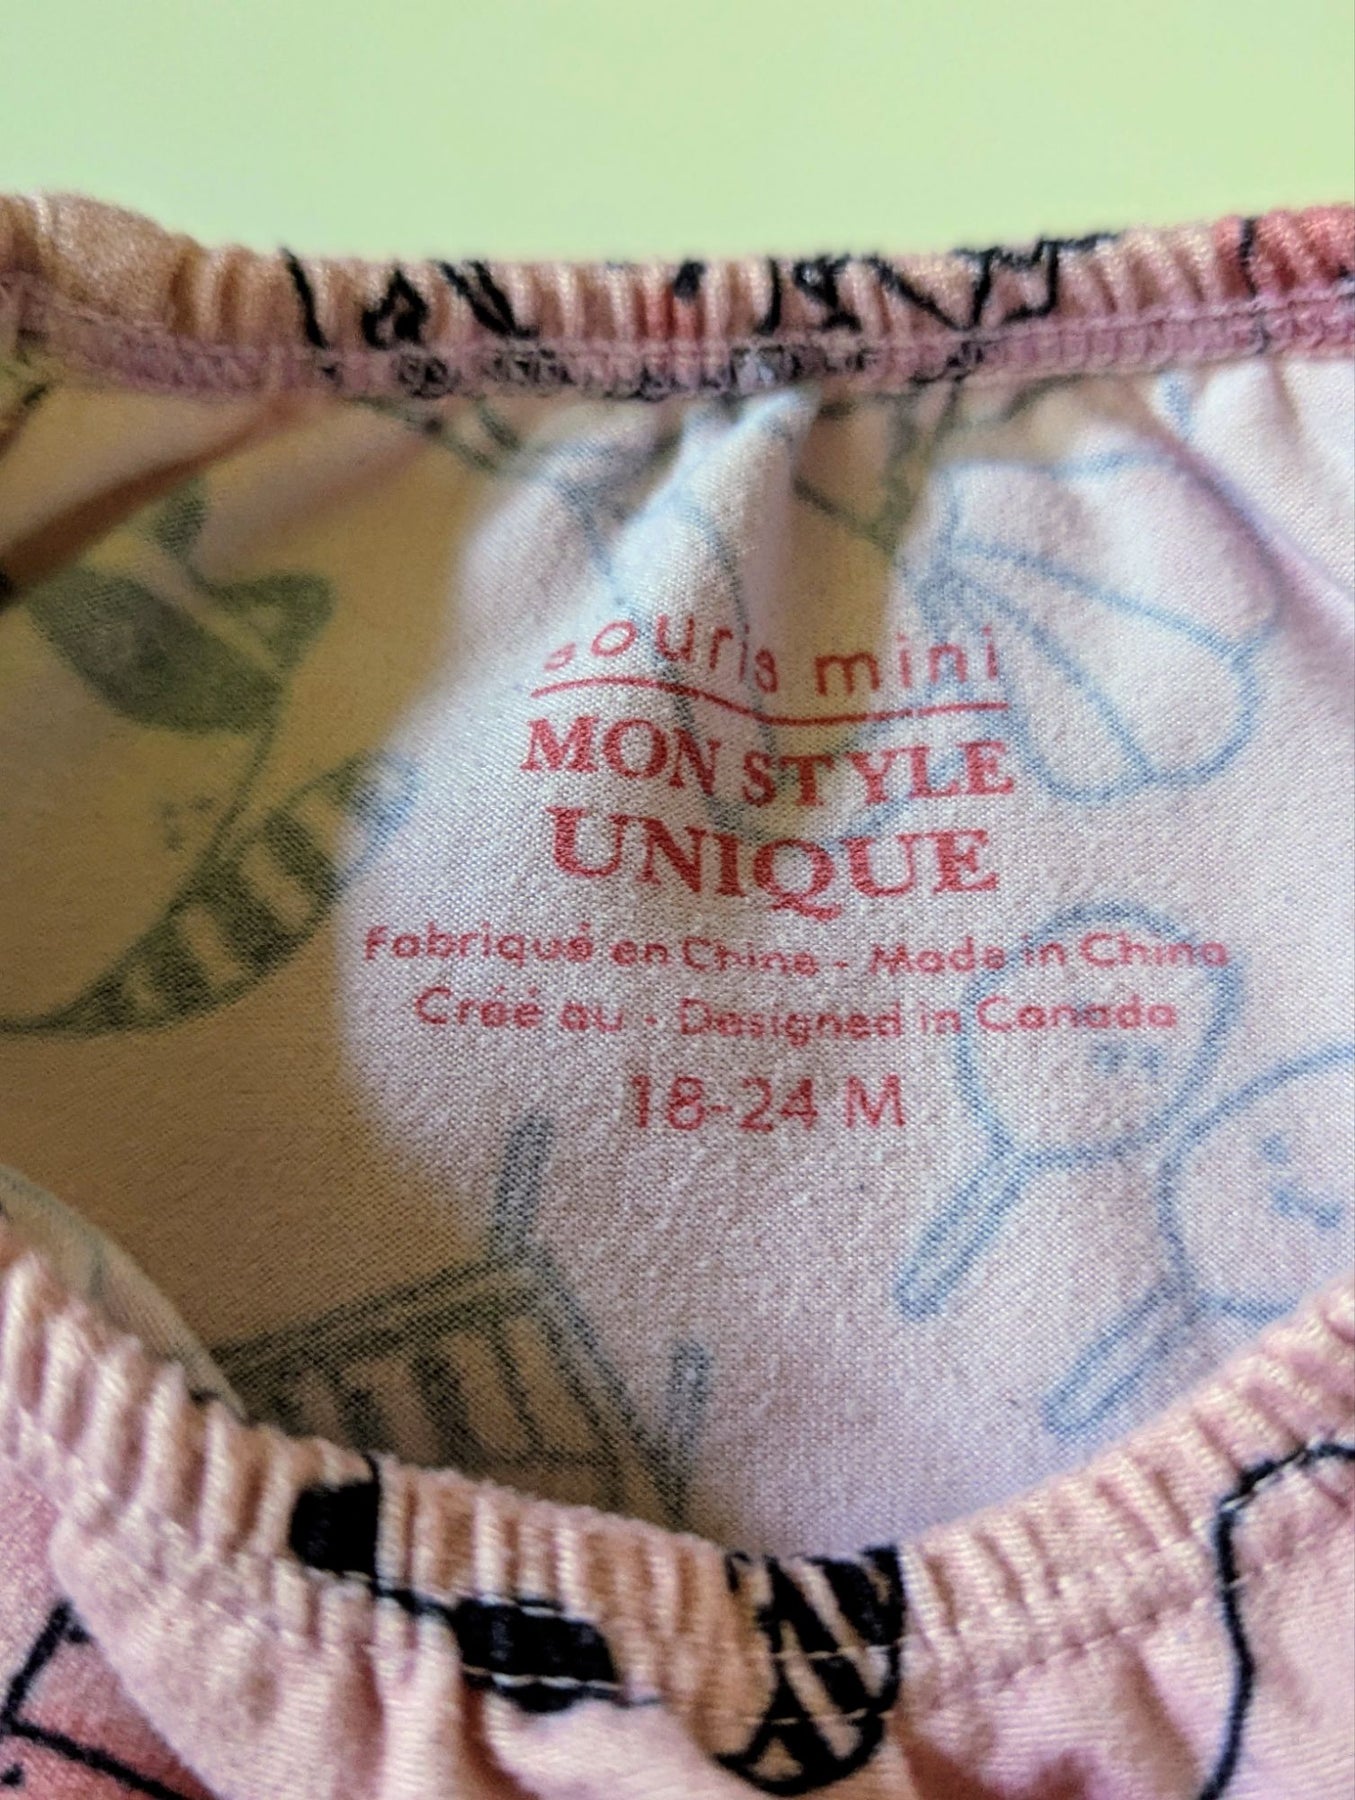 souris mini
MON STYLE
UNIQUE
Fabriqué en Chine - Made in China
Créé au - Designed in Canada
18-24 M